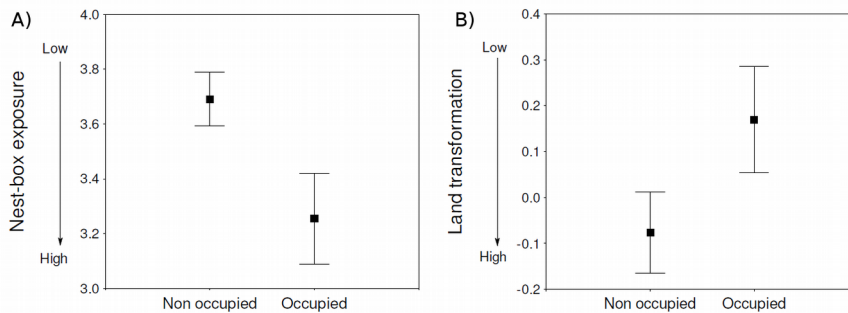 A)
Nest-box exposure
Low
High
4.0
3.8
3.6
3.4
3.2
3.0
Non occupied
Occupied
B)
Land transformation
Low
High
0.4
0.3
0.2
0.1
0.0
-0.1
-0.2
Non occupied
Occupied